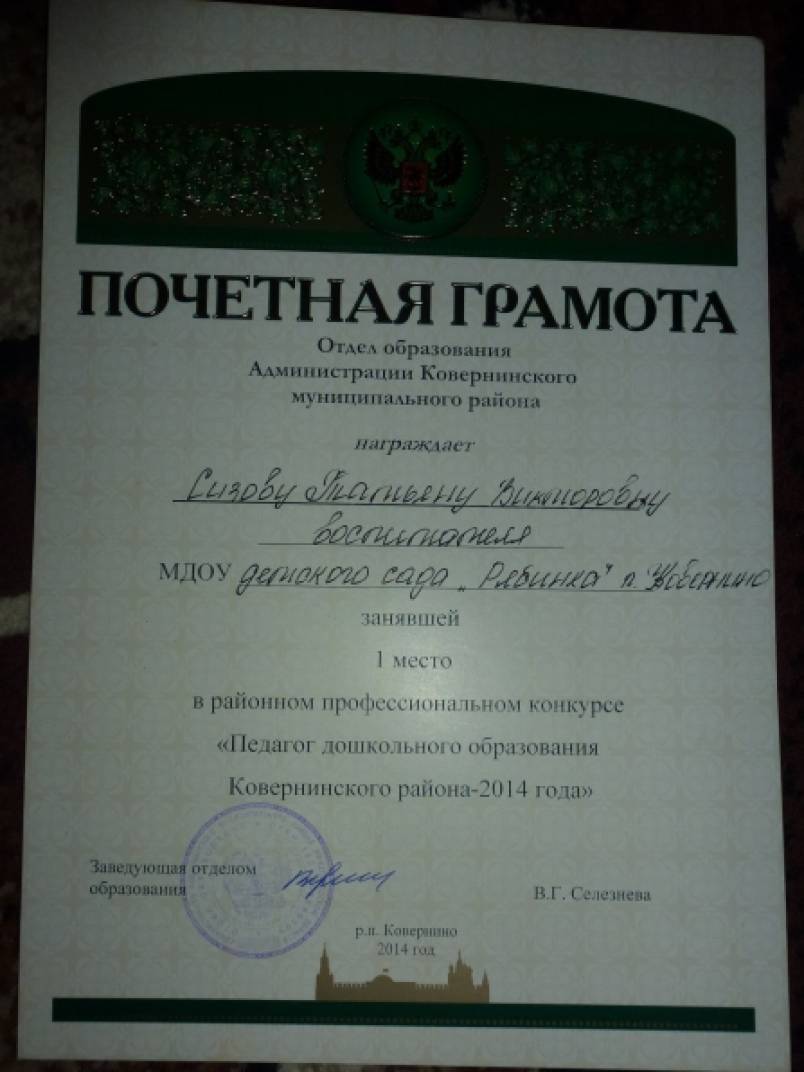 ПОЧЕТНАЯ ГРАМОТА
Отдел образования
Администрации Ковернинского
муниципального района
награждает
Сизову Татьяну Викторовну
воспитателя
МДОУ детского сада „Рябинка" п. Ковернино
занявшей
1 место
в районном профессиональном конкурсе
«Педагог дошкольного образования
Ковернинского района-2014 года»
Заведующая отделом
образования
В.Г. Селезнева
р.п. Ковернино
2014 год